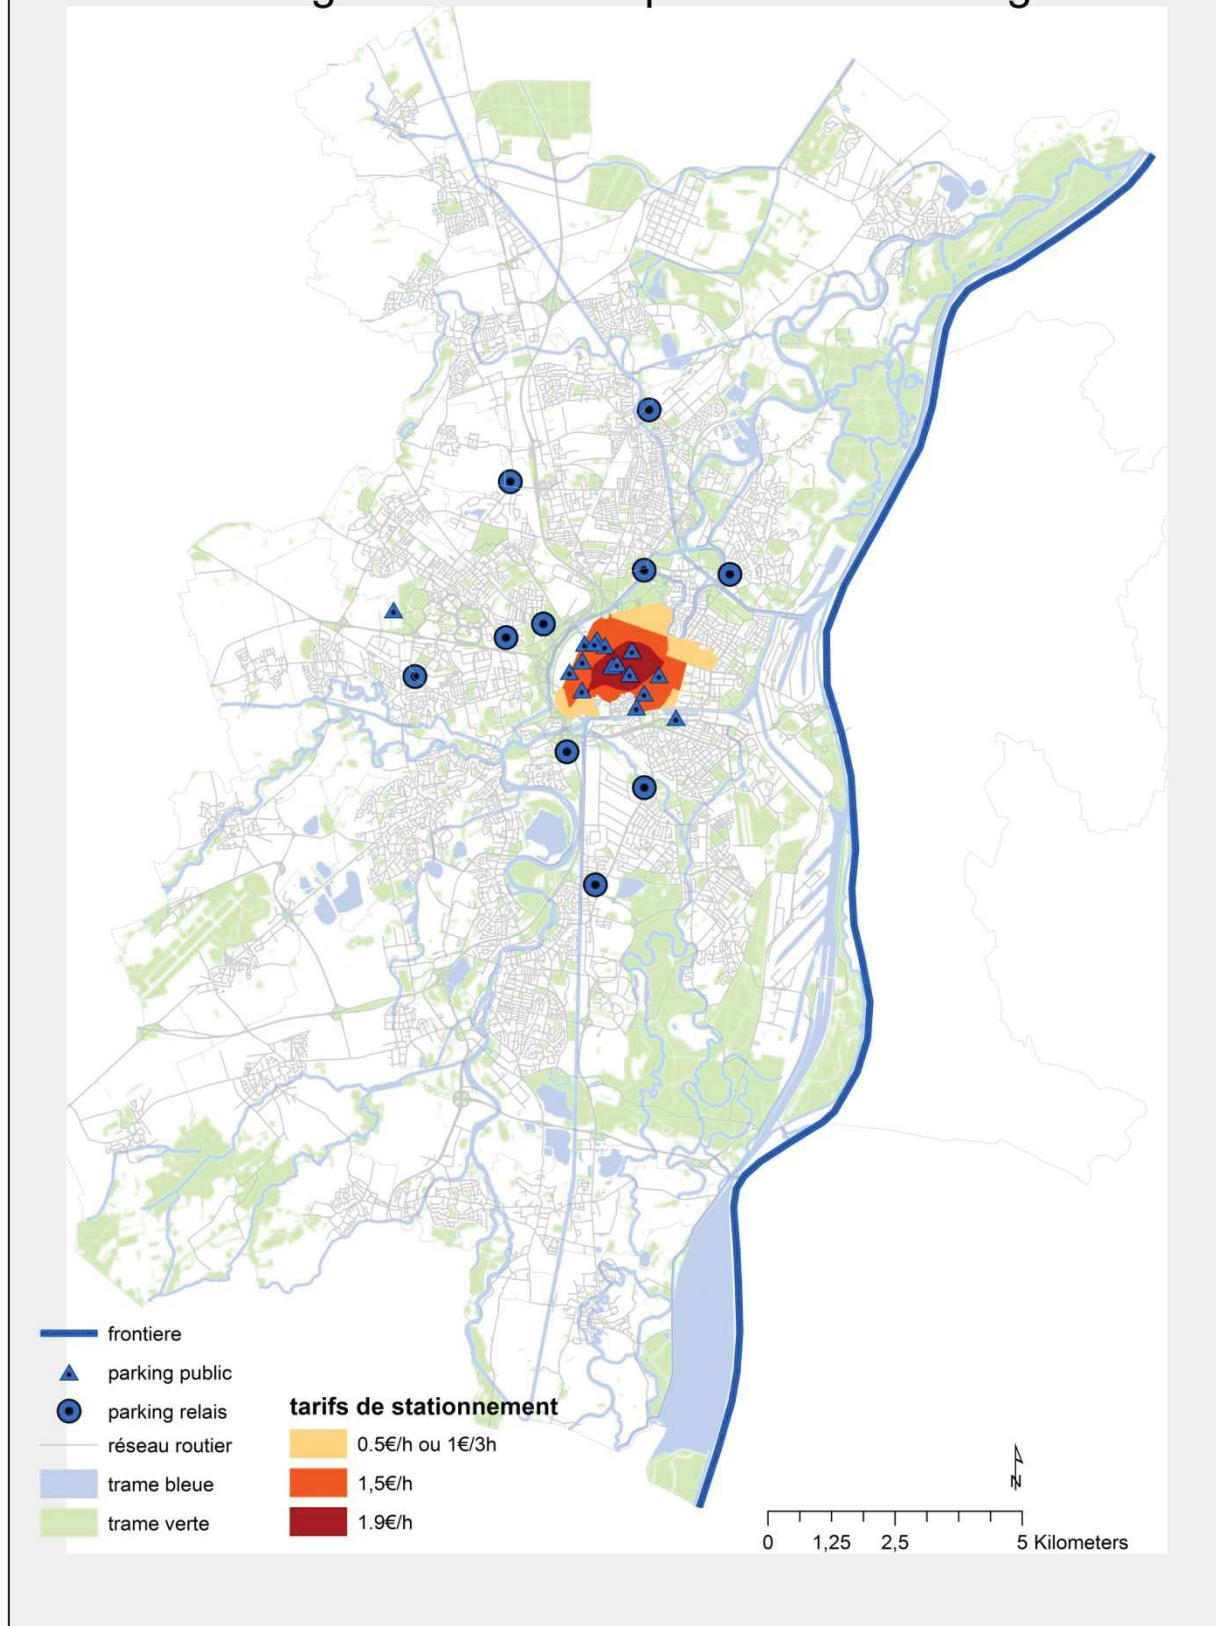 frontiere
parking public
parking relais
réseau routier
trame bleue
trame verte
tarifs de stationnement
0.5€/h ou 1€/3h
1,5€/h
1.9€/h
N
0 1,25 2,5 5 Kilometers